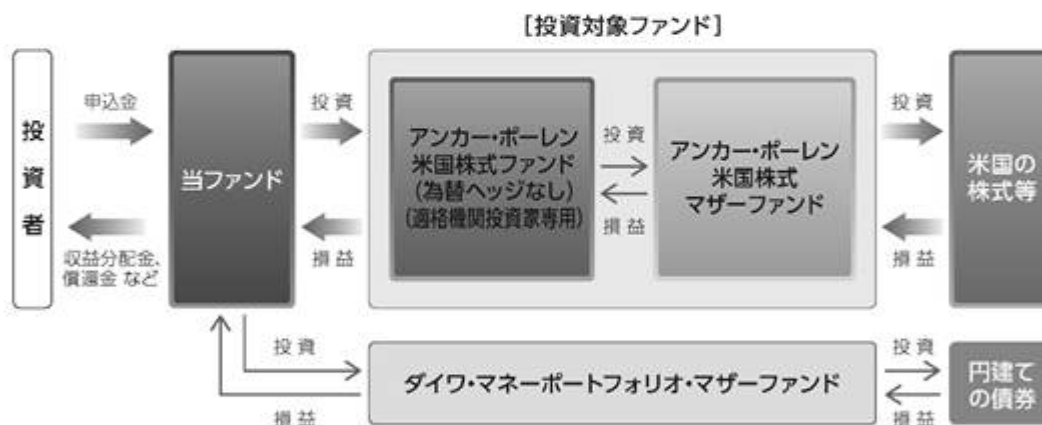 [投資対象ファンド]
投資者
申込金
収益分配金、
償還金 など
当ファンド
投資
損益
アンカー・ポーレン
米国株式ファンド
(為替ヘッジなし)
(適格機関投資家専用)
投資
損益
アンカー・ポーレン
米国株式
マザーファンド
投資
損益
米国の
株式等
投資
損益
ダイワ・マネーポートフォリオ・マザーファンド
投資
損益
円建て
の債券